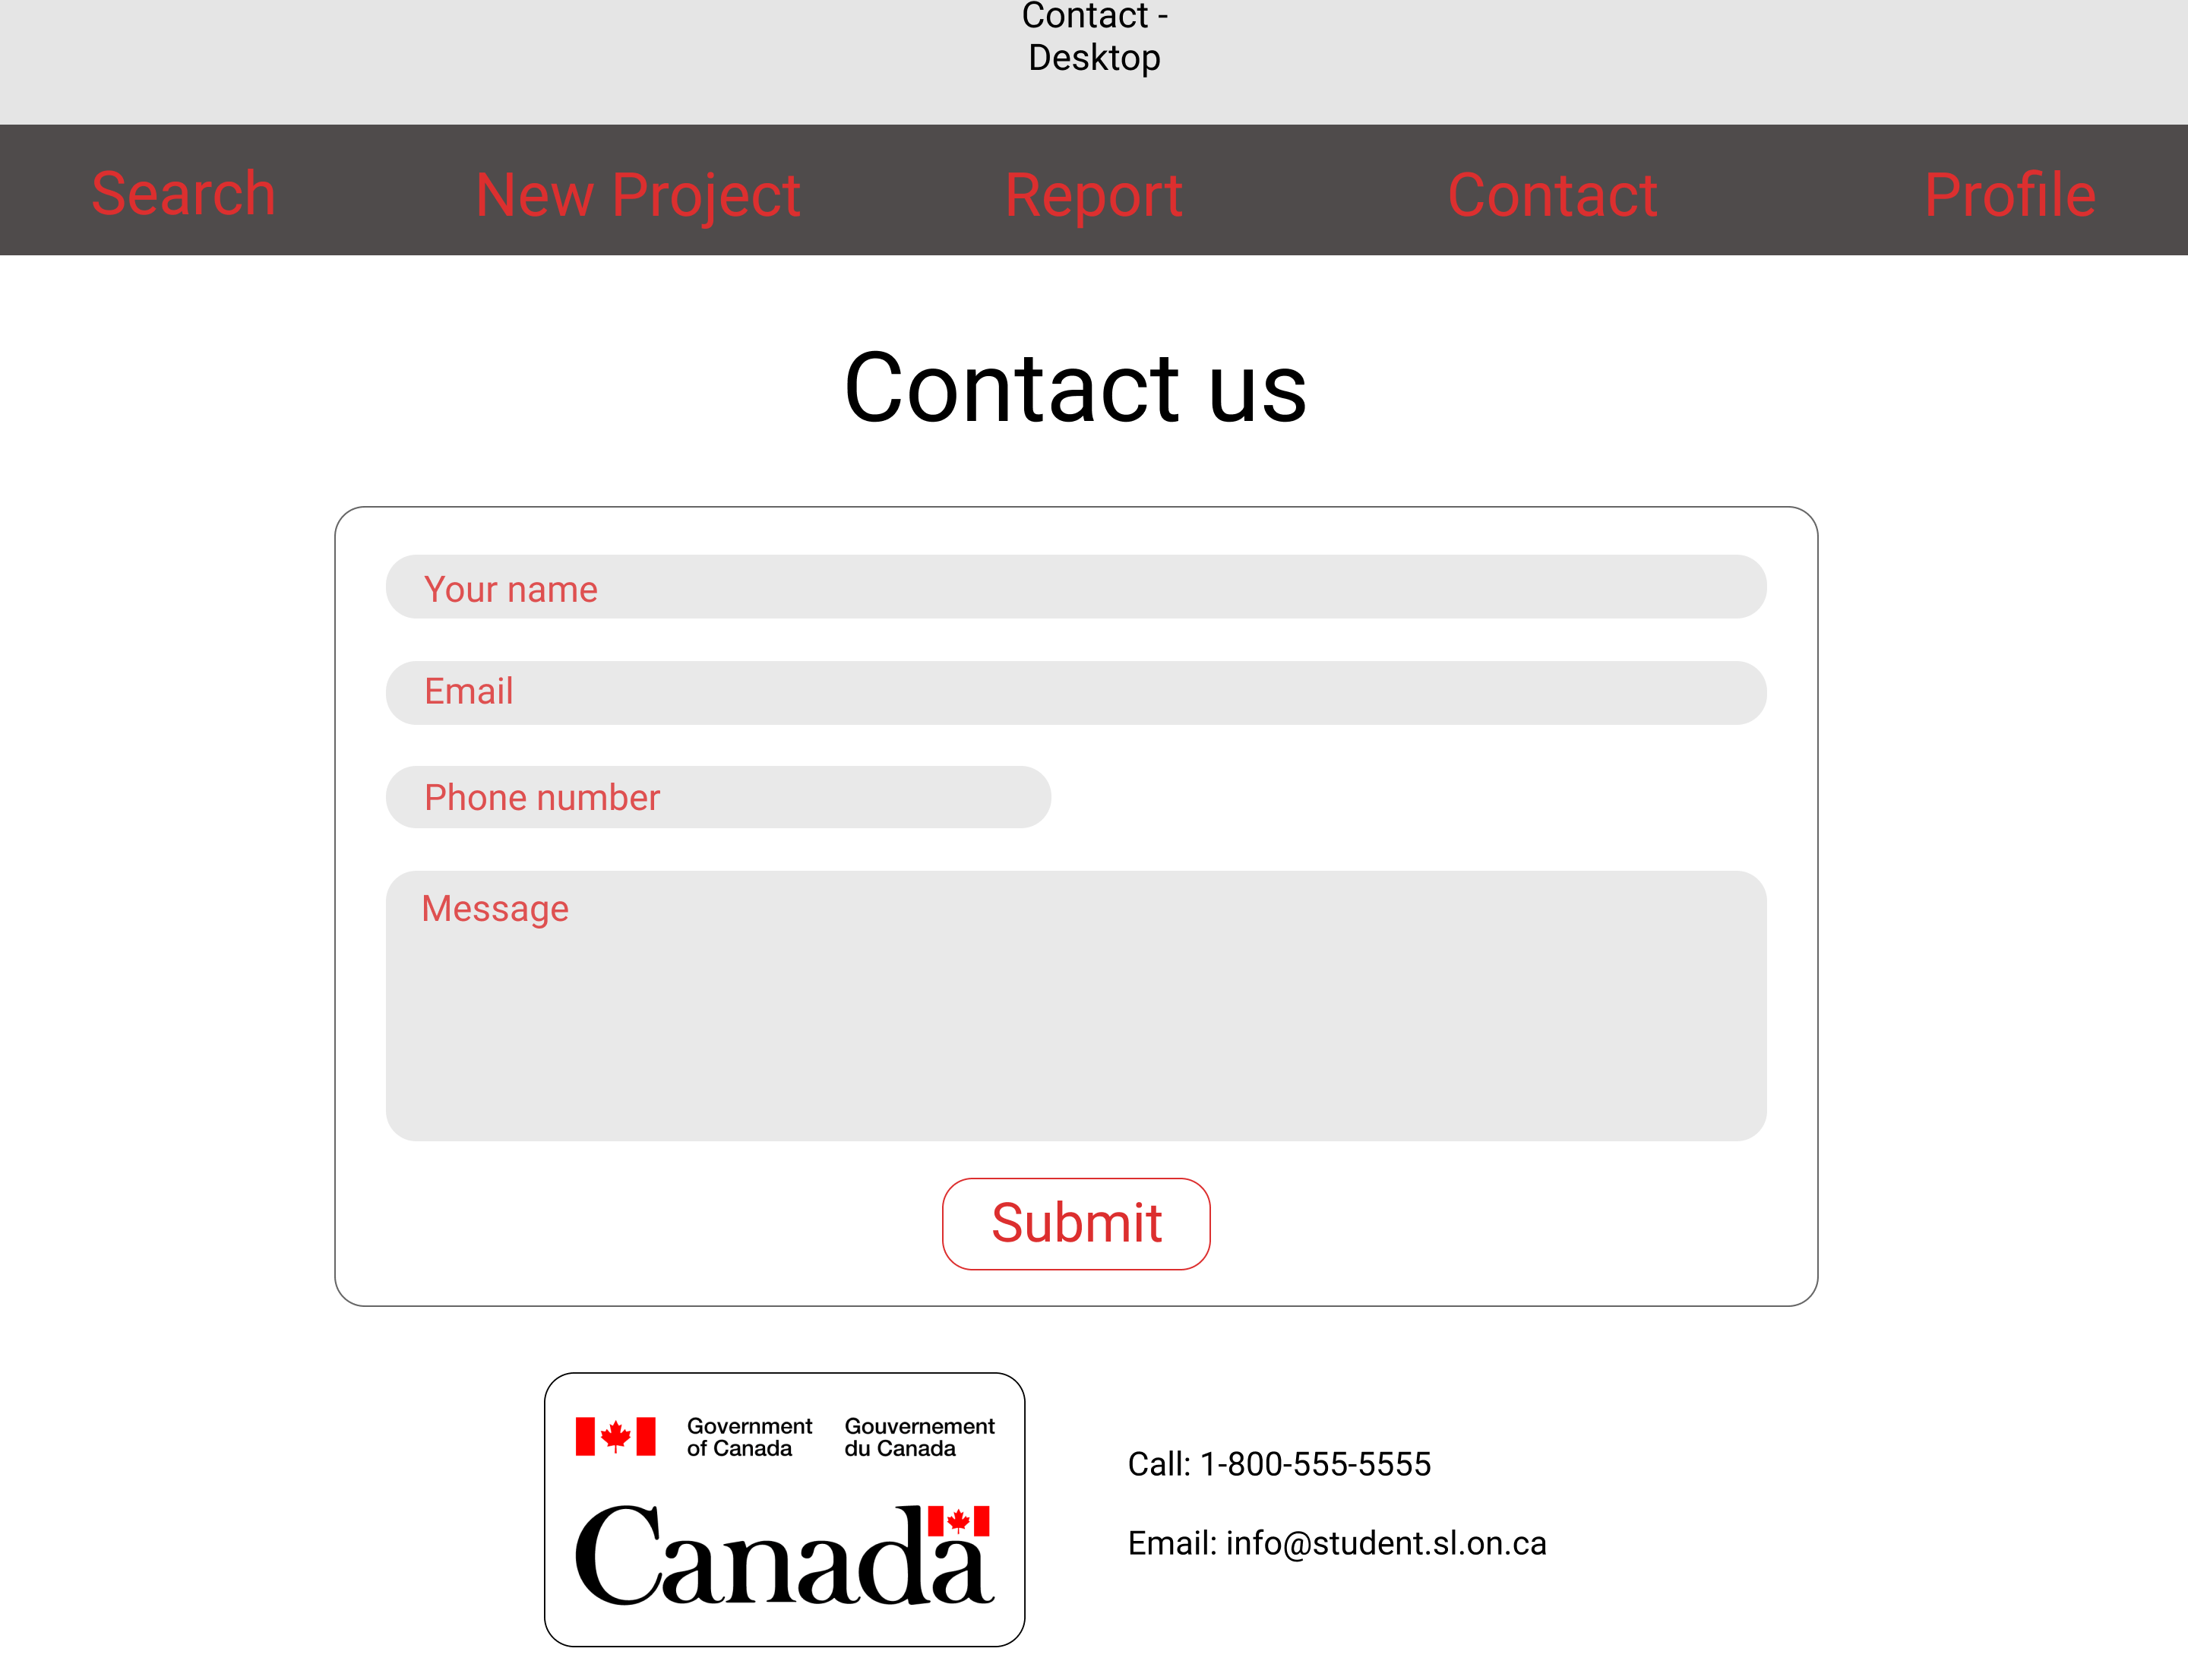 Contact -
Desktop
Search New Project Report Contact Profile
Contact us
Your name
Email
Phone number
Message
Submit
Government
of Canada
Gouvernement
du Canada
Canada
Call: 1-800-555-5555
Email: info@student.sl.on.ca